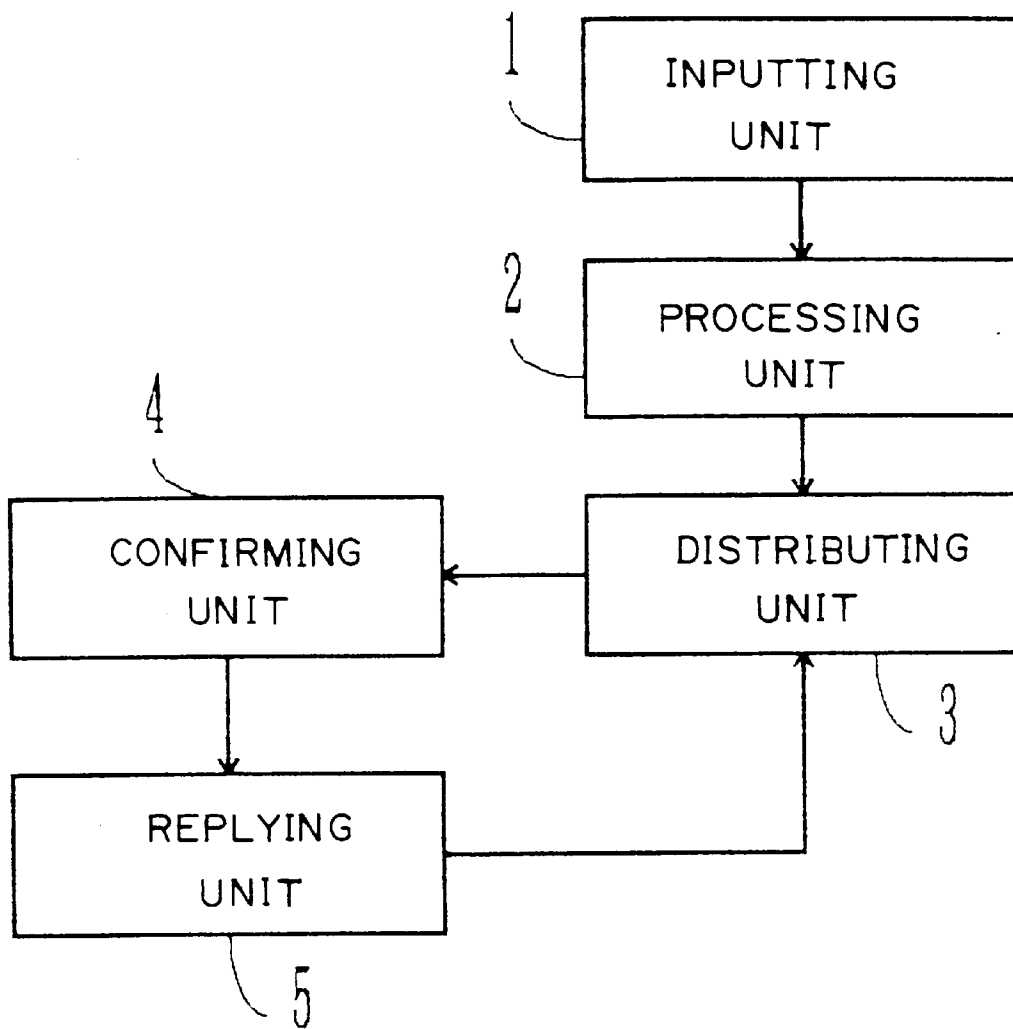 1
INPUTTING
UNIT
2
PROCESSING
UNIT
4
CONFIRMING
UNIT
DISTRIBUTING
UNIT
3
REPLYING
UNIT
5